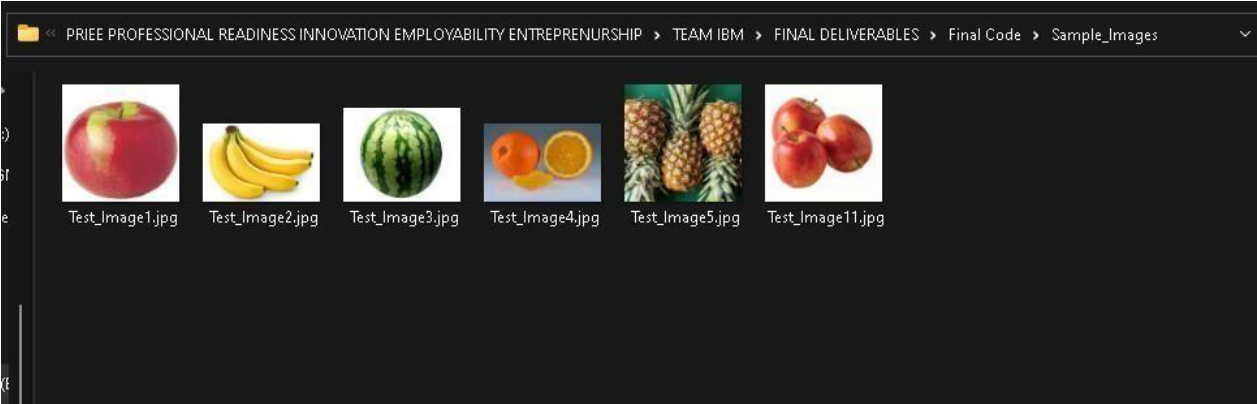 « PRIEE PROFESSIONAL READINESS INNOVATION EMPLOYABILITY ENTREPRENURSHIP > TEAM IBM > FINAL DELIVERABLES > Final Code > Sample_Images
Test_Image1.jpg Test_Image2.jpg Test_Image3.jpg Test_Image4.jpg Test_Image5.jpg Test_Image11.jpg